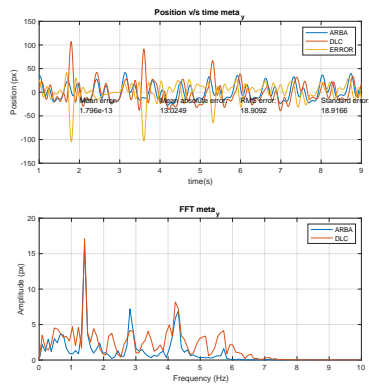 Position v/s time meta_y
150
100
50
0
-50
-100
-150
Position (px)
ARBA
DLC
ERROR
Mean error: Mean absolute error: RMS error: Standard error
1.796e-13 13.0249 18.9092 18.9166
1 2 3 4 5 6 7 8 9
time(s)
FFT meta_y
20
15
10
5
0
Amplitude (px)
ARBA
DLC
0 1 2 3 4 5 6 7 8 9 10
Frequency (Hz)